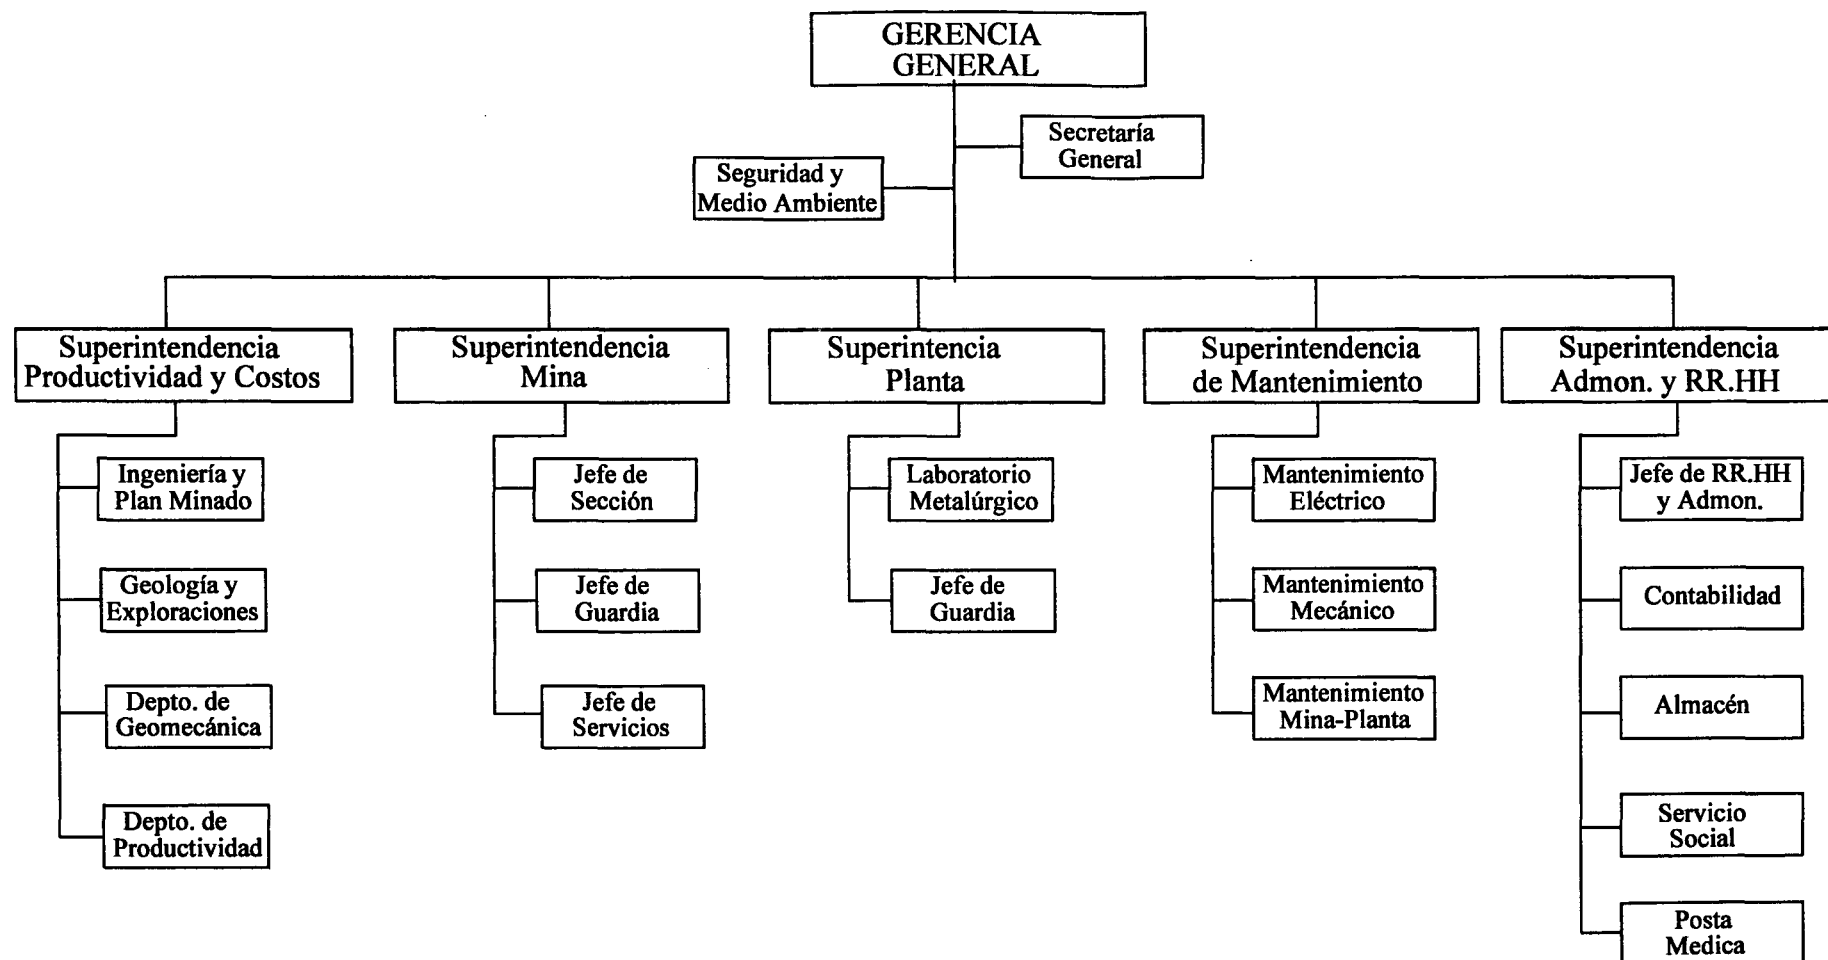 GERENCIA
GENERAL
Secretaría
General
Seguridad y
Medio Ambiente
Superintendencia
Productividad y Costos
Ingeniería y
Plan Minado
Geología y
Exploraciones
Depto. de
Geomecánica
Depto. de
Productividad
Superintendencia
Mina
Jefe de
Sección
Jefe de
Guardia
Jefe de
Servicios
Superintencia
Planta
Laboratorio
Metalúrgico
Jefe de
Guardia
Superintendencia
de Mantenimiento
Mantenimiento
Eléctrico
Mantenimiento
Mecánico
Mantenimiento
Mina-Planta
Superintendencia
Admon. y RR.HH
Jefe de RR.HH
y Admon.
Contabilidad
Almacén
Servicio
Social
Posta
Medica